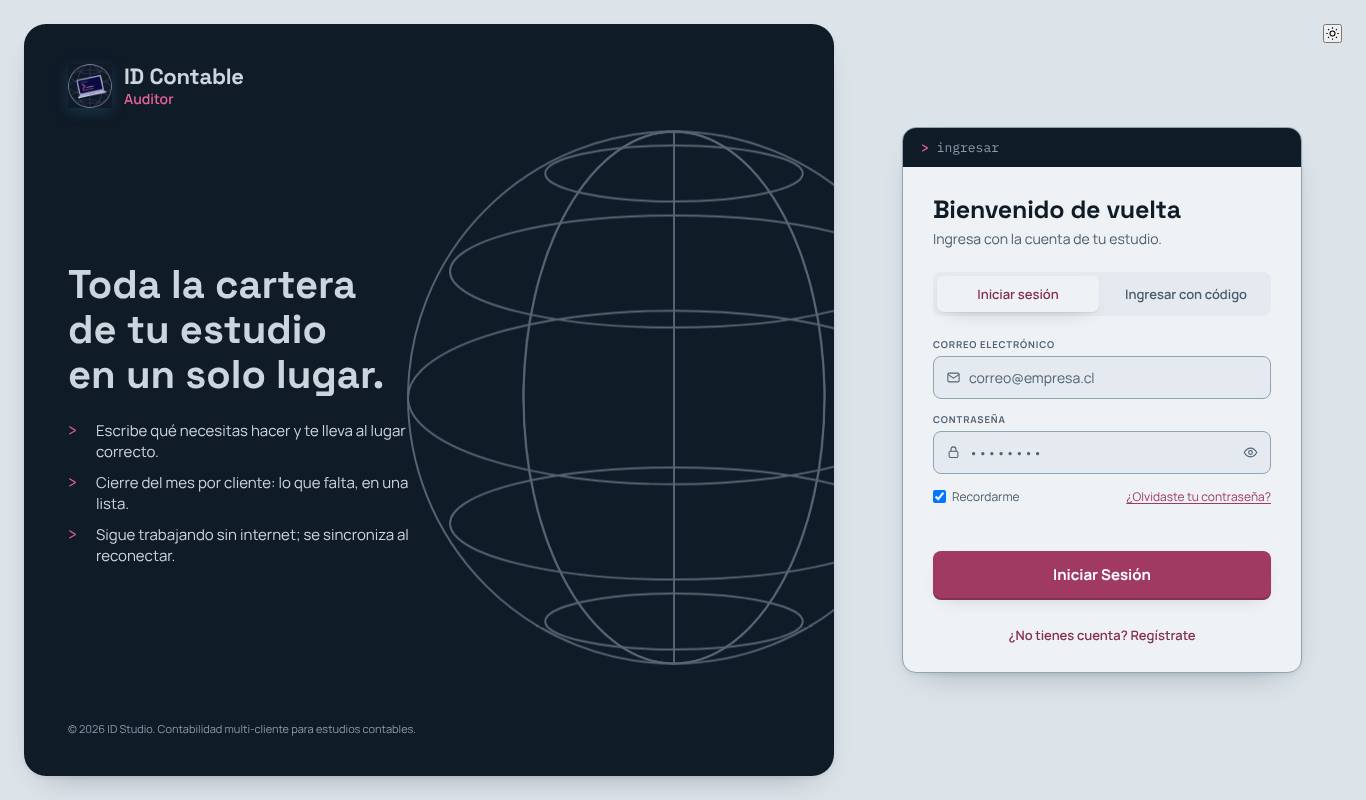 ID Contable
Auditor
Toda la cartera
de tu estudio
en un solo lugar.
> Escribe qué necesitas hacer y te lleva al lugar
correcto.
> Cierre del mes por cliente: lo que falta, en una
lista.
> Sigue trabajando sin internet; se sincroniza al
reconectar.
© 2026 ID Studio. Contabilidad multi-cliente para estudios contables.
> ingresar
Bienvenido de vuelta
Ingresa con la cuenta de tu estudio.
Iniciar sesión
Ingresar con código
CORREO ELECTRÓNICO
correo@empresa.cl
CONTRASEÑA
••••••••
Recordarme
¿Olvidaste tu contraseña?
Iniciar Sesión
¿No tienes cuenta? Regístrate